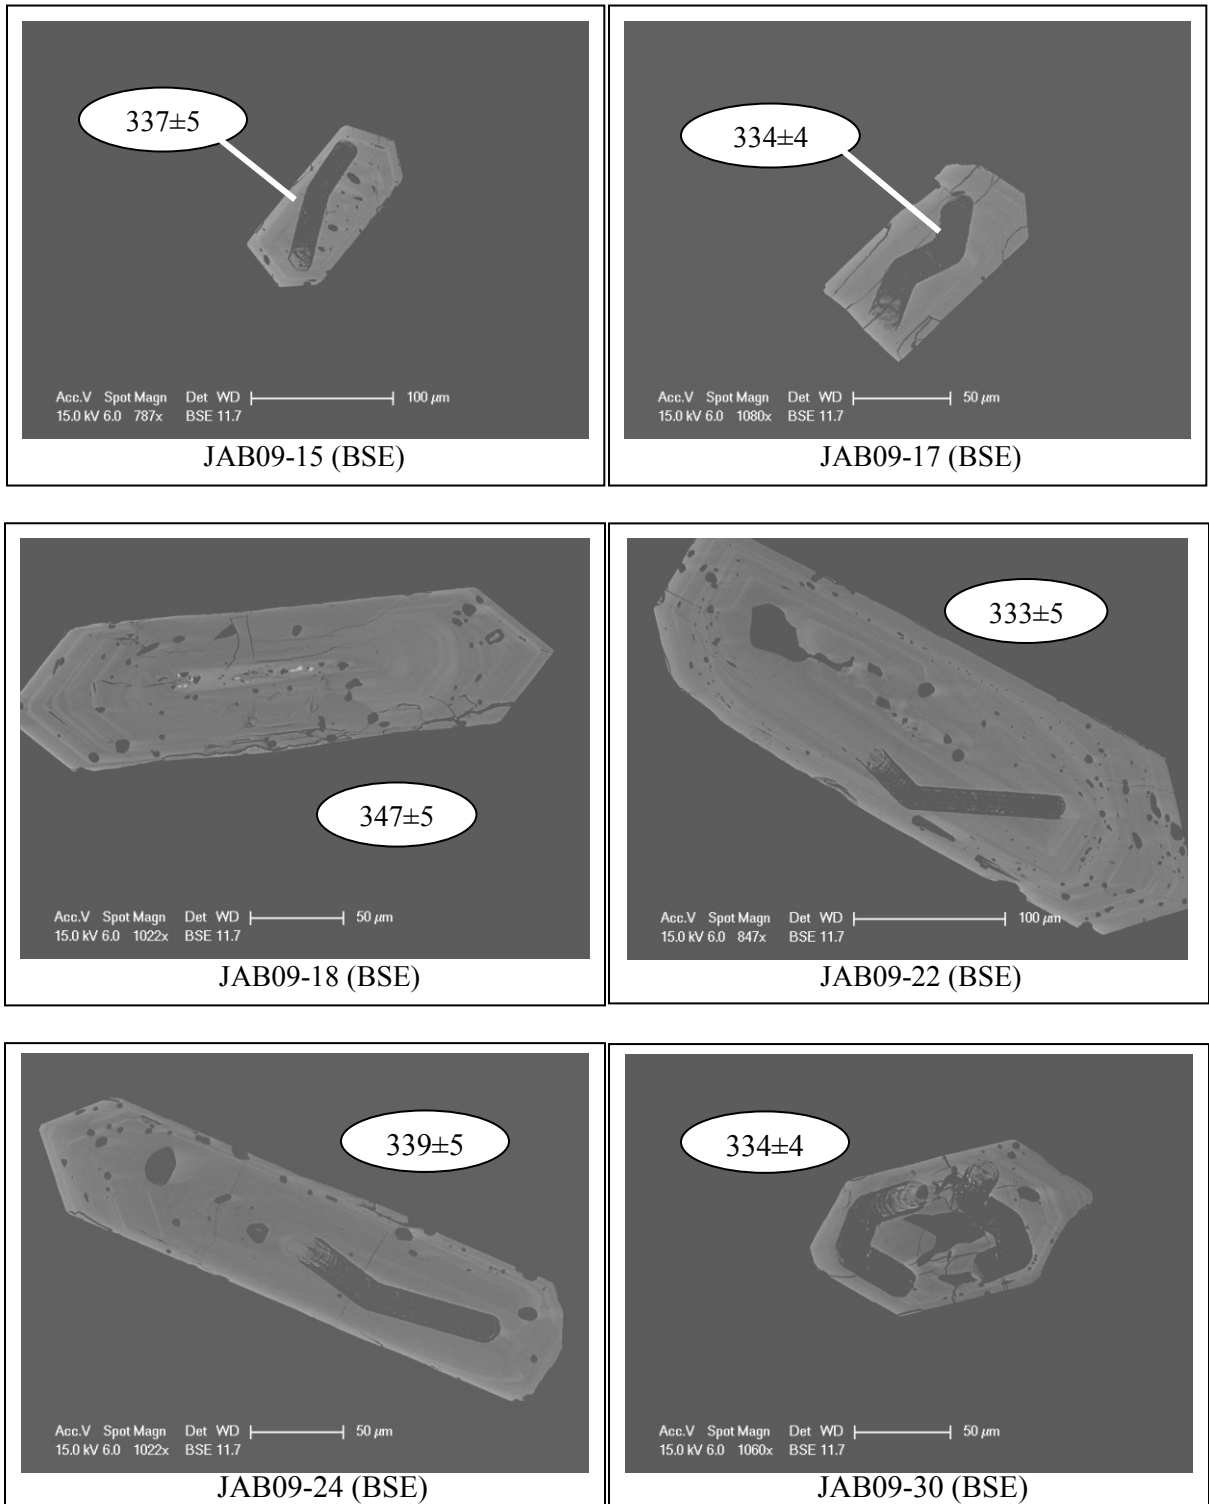 337±5
Acc.V Spot Magn Det WD 100 µm
15.0 kV 6.0 787x BSE 11.7
JAB09-15 (BSE)
334±4
Acc.V Spot Magn Det WD 50 µm
15.0 kV 6.0 1080x BSE 11.7
JAB09-17 (BSE)
347±5
Acc.V Spot Magn Det WD 50 µm
15.0 kV 6.0 1022x BSE 11.7
JAB09-18 (BSE)
333±5
Acc.V Spot Magn Det WD 100 µm
15.0 kV 6.0 847x BSE 11.7
JAB09-22 (BSE)
339±5
Acc.V Spot Magn Det WD 50 µm
15.0 kV 6.0 1022x BSE 11.7
JAB09-24 (BSE)
334±4
Acc.V Spot Magn Det WD 50 µm
15.0 kV 6.0 1060x BSE 11.7
JAB09-30 (BSE)